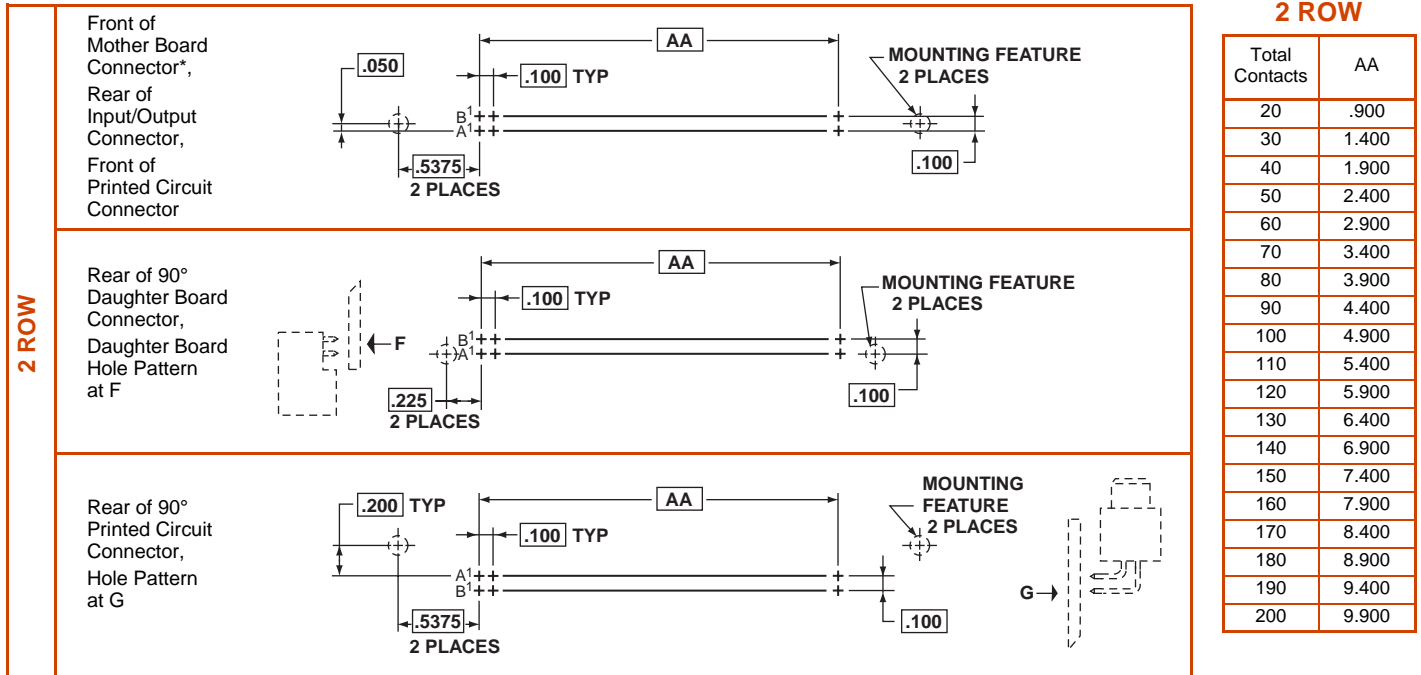 2 ROW
Front of
Mother Board
Connector*,
Rear of
Input/Output
Connector,
Front of
Printed Circuit
Connector
.050
.100 TYP
AA
MOUNTING FEATURE
2 PLACES
B1
A1
.5375
2 PLACES
.100
Rear of 90°
Daughter Board
Connector,
Daughter Board
Hole Pattern
at F
F
.100 TYP
AA
MOUNTING FEATURE
2 PLACES
B1
A1
.225
2 PLACES
.100
Rear of 90°
Printed Circuit
Connector,
Hole Pattern
at G
.200 TYP
.100 TYP
AA
MOUNTING
FEATURE
2 PLACES
A1
B1
.5375
2 PLACES
.100
G
2 ROW
Total
Contacts
AA
20 .900
30 1.400
40 1.900
50 2.400
60 2.900
70 3.400
80 3.900
90 4.400
100 4.900
110 5.400
120 5.900
130 6.400
140 6.900
150 7.400
160 7.900
170 8.400
180 8.900
190 9.400
200 9.900